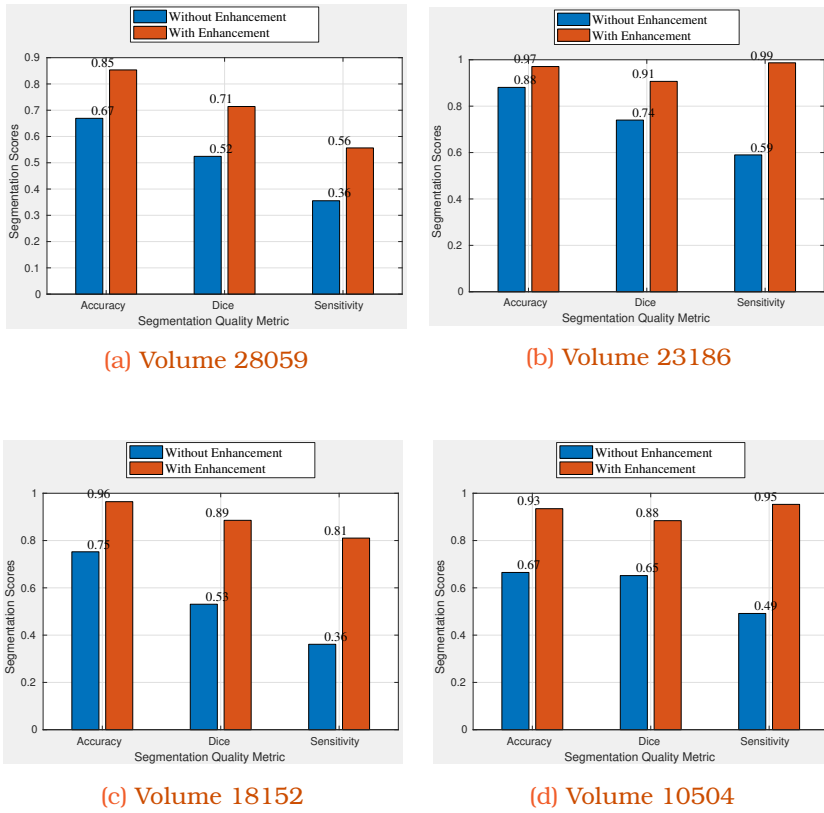 Without Enhancement
With Enhancement
0.9
0.8
0.7
0.6
0.5
0.4
0.3
0.2
0.1
0
Segmentation Scores
0.67
0.85
0.52
0.71
0.36
0.56
Accuracy Dice Sensitivity
Segmentation Quality Metric
(a) Volume 28059
Without Enhancement
With Enhancement
1
0.8
0.6
0.4
0.2
0
Segmentation Scores
0.88
0.97
0.74
0.91
0.59
0.99
Accuracy Dice Sensitivity
Segmentation Quality Metric
(b) Volume 23186
Without Enhancement
With Enhancement
1
0.8
0.6
0.4
0.2
0
Segmentation Scores
0.75
0.96
0.53
0.89
0.36
0.81
Accuracy Dice Sensitivity
Segmentation Quality Metric
(c) Volume 18152
Without Enhancement
With Enhancement
1
0.8
0.6
0.4
0.2
0
Segmentation Scores
0.67
0.93
0.65
0.88
0.49
0.95
Accuracy Dice Sensitivity
Segmentation Quality Metric
(d) Volume 10504